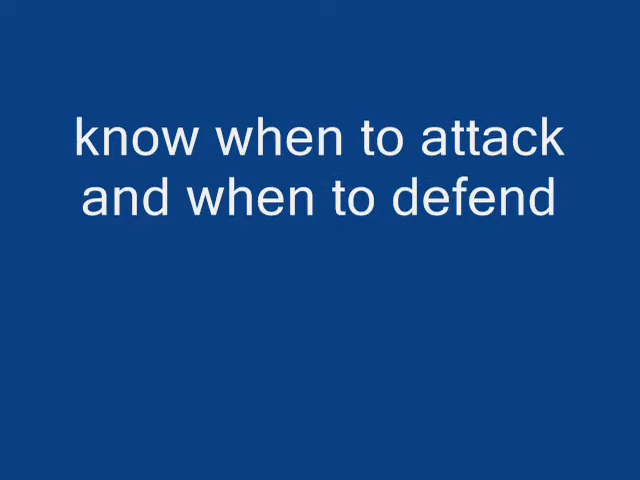 know when to attack
and when to defend